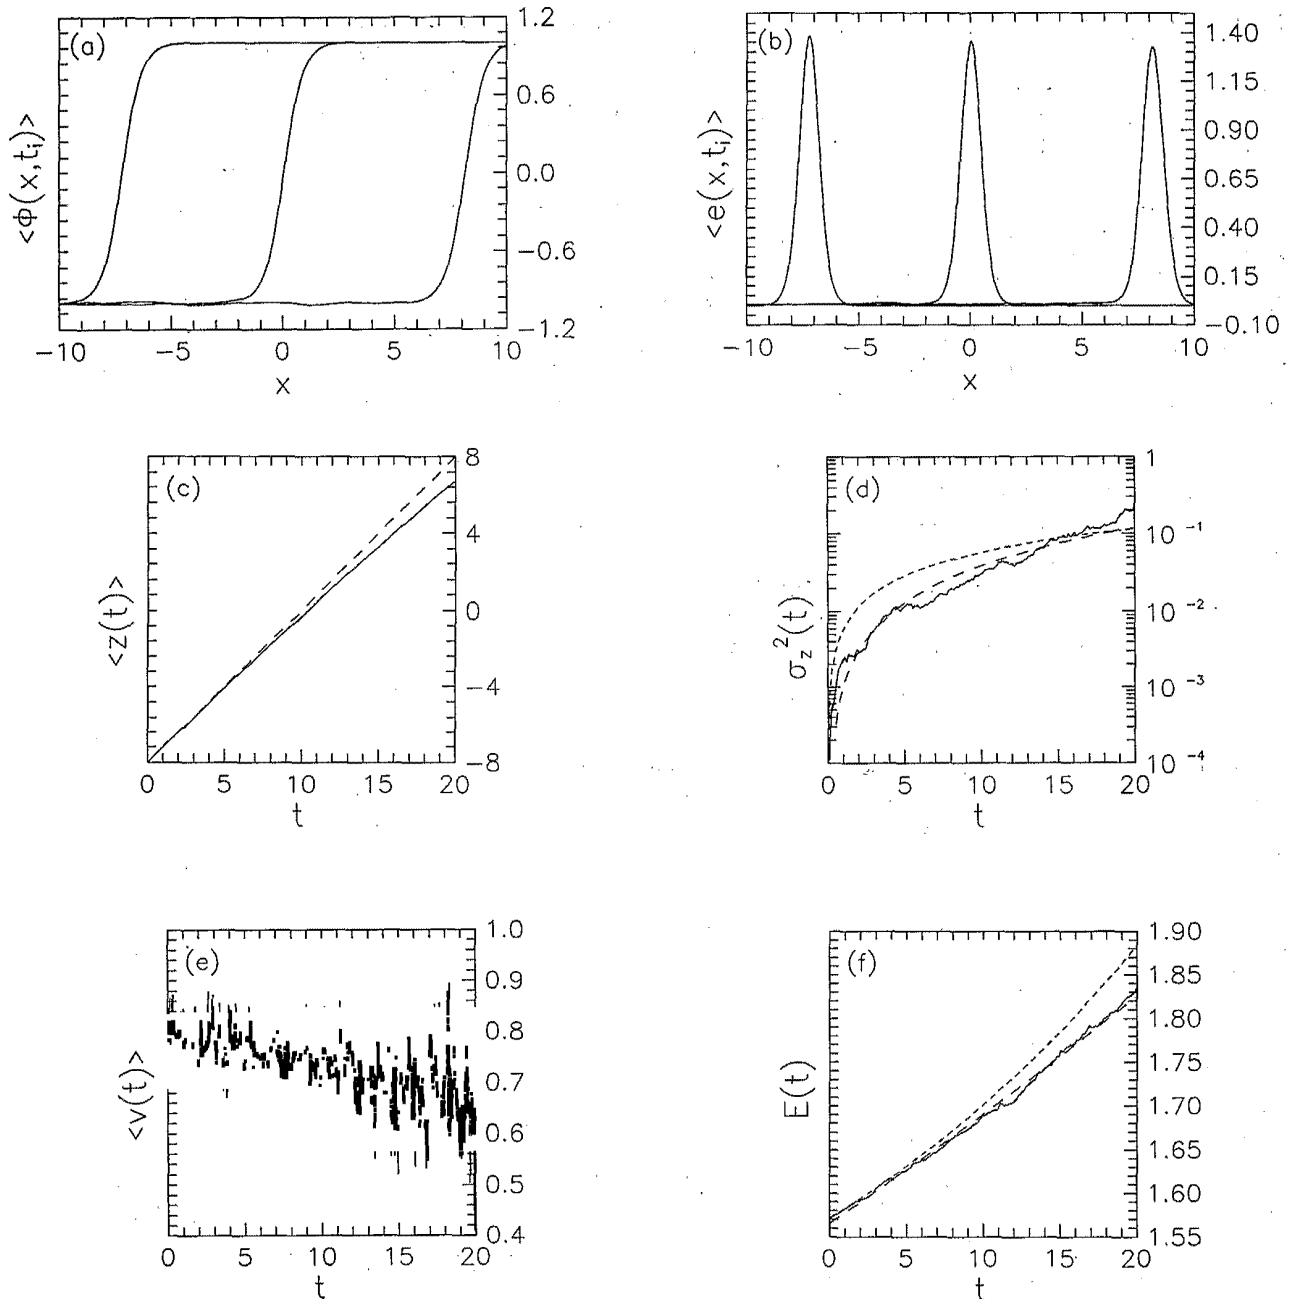 (a)
<Φ(x,t_i)>
1.2
0.6
0.0
−0.6
−1.2
−10 −5 0 5 10
x
(b)
<e(x,t_i)>
1.40
1.15
0.90
0.65
0.40
0.15
−0.10
−10 −5 0 5 10
x
(c)
<z(t)>
8
4
0
−4
−8
0 5 10 15 20
t
(d)
σ_z^2(t)
1
10^−1
10^−2
10^−3
10^−4
0 5 10 15 20
t
(e)
<v(t)>
1.0
0.9
0.8
0.7
0.6
0.5
0.4
0 5 10 15 20
t
(f)
E(t)
1.90
1.85
1.80
1.75
1.70
1.65
1.60
1.55
0 5 10 15 20
t